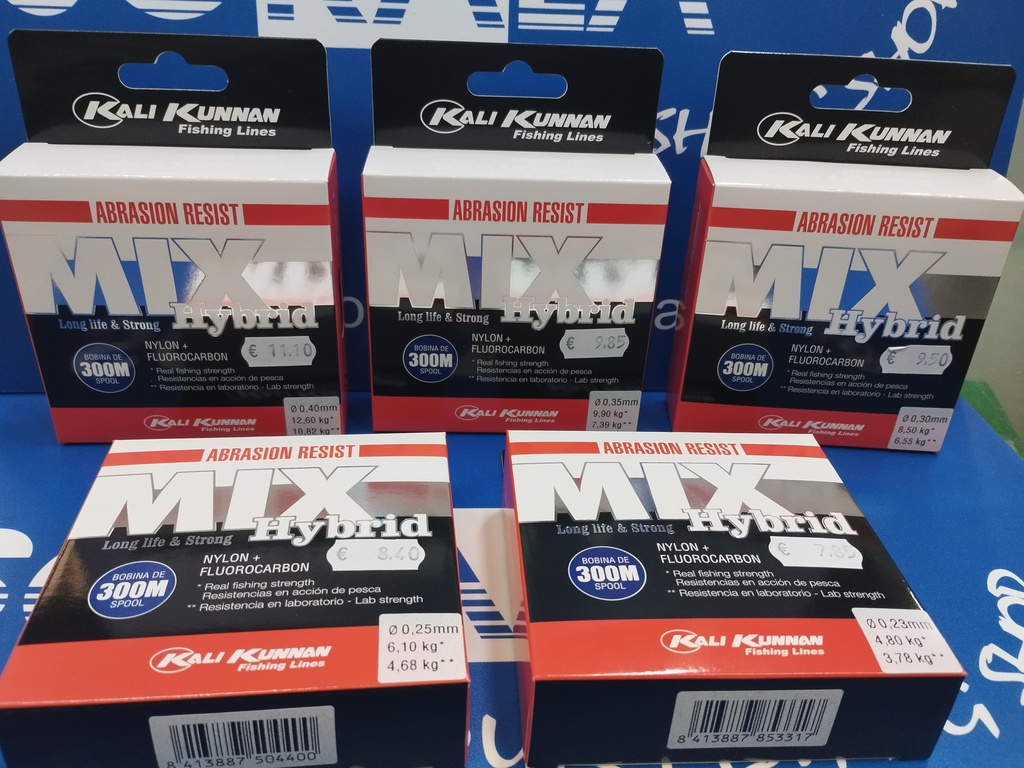 KALI KUNNAN
Fishing Lines
ABRASION RESIST
MIX
Hybrid
Long life & Strong
NYLON +
FLUOROCARBON
€ 11.10
BOBINA DE
300M
SPOOL
* Real fishing strength
Resistencias en acción de pesca
** Resistencias en laboratorio - Lab strength
KALI KUNNAN
Fishing Lines
Ø 0,40mm
12,60 kg*
10,82 kg**
KALI KUNNAN
Fishing Lines
ABRASION RESIST
MIX
Hybrid
Long life & Strong
NYLON +
FLUOROCARBON
€ 9.85
BOBINA DE
300M
SPOOL
* Real fishing strength
Resistencias en acción de pesca
** Resistencia en laboratorio - Lab strength
KALI KUNNAN
Fishing Lines
Ø 0,35mm
9,90 kg*
7,39 kg**
KALI KUNNAN
Fishing Lines
ABRASION RESIST
MIX
Hybrid
Long life & Strong
NYLON +
FLUOROCARBON
€ 9.50
BOBINA DE
300M
SPOOL
* Real fishing strength
Resistencias en acción de pesca
** Resistencia en laboratorio - Lab strength
KALI KUNNAN
Fishing Lines
Ø 0,30mm
8,50 kg*
6,55 kg**
ABRASION RESIST
MIX
Hybrid
Long life & Strong
NYLON +
FLUOROCARBON
€ 8.40
BOBINA DE
300M
SPOOL
* Real fishing strength
Resistencias en acción de pesca
** Resistencia en laboratorio - Lab strength
KALI KUNNAN
Fishing Lines
Ø 0,25mm
6,10 kg*
4,68 kg**
8 413887 504400
ABRASION RESIST
MIX
Hybrid
Long life & Strong
NYLON +
FLUOROCARBON
€ 7.85
BOBINA DE
300M
SPOOL
* Real fishing strength
Resistencias en acción de pesca
** Resistencia en laboratorio - Lab strength
KALI KUNNAN
Fishing Lines
Ø 0,23mm
4,80 kg*
3,78 kg**
8 413887 853317